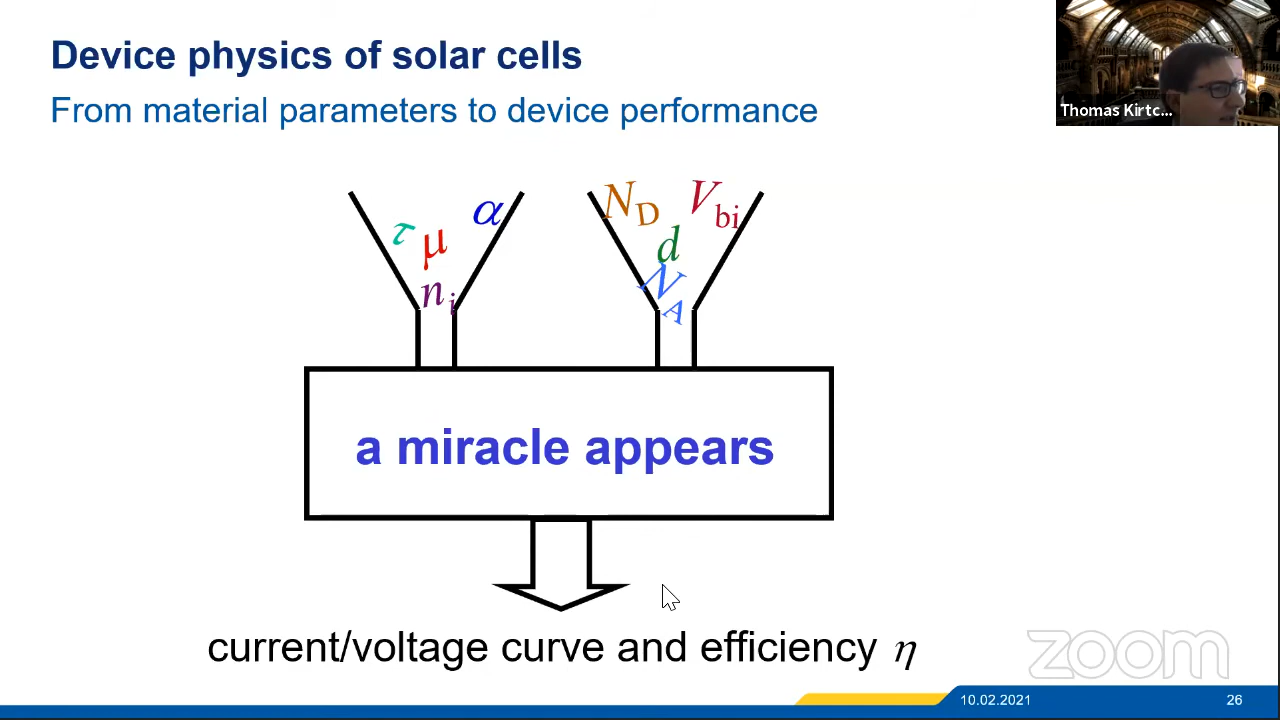 Device physics of solar cells
From material parameters to device performance
Thomas Kirtc...
τ μ α
n_i
N_D V_bi
d
N_A
a miracle appears
current/voltage curve and efficiency η
zoom
10.02.2021 26